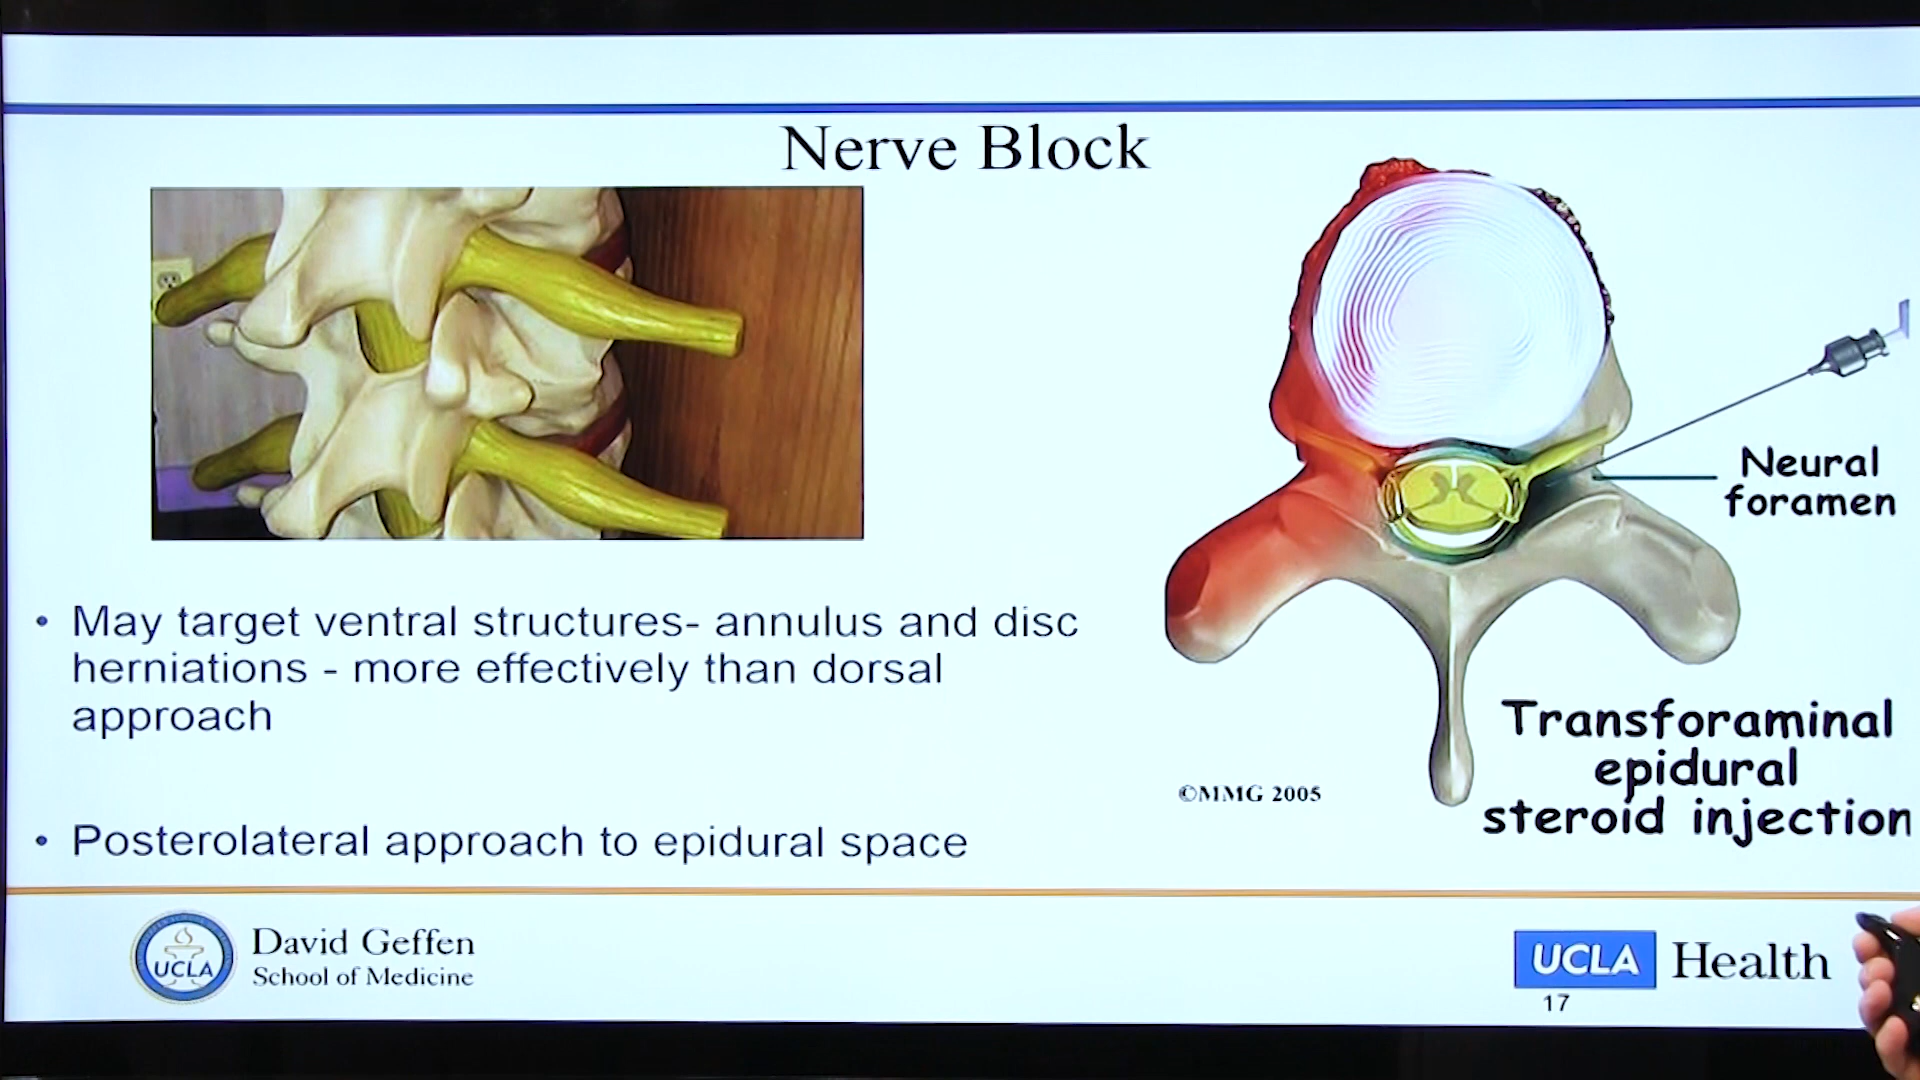 Nerve Block
• May target ventral structures- annulus and disc
herniations - more effectively than dorsal
approach
• Posterolateral approach to epidural space
Neural
foramen
Transforaminal
epidural
steroid injection
©MMG 2005
UCLA
David Geffen
School of Medicine
UCLA Health
17